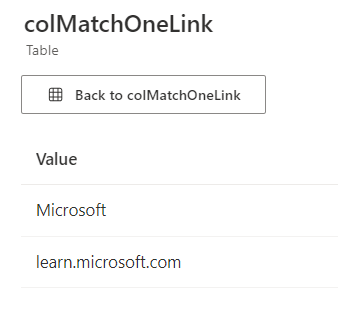 colMatchOneLink
Table
Back to colMatchOneLink
Value
Microsoft
learn.microsoft.com